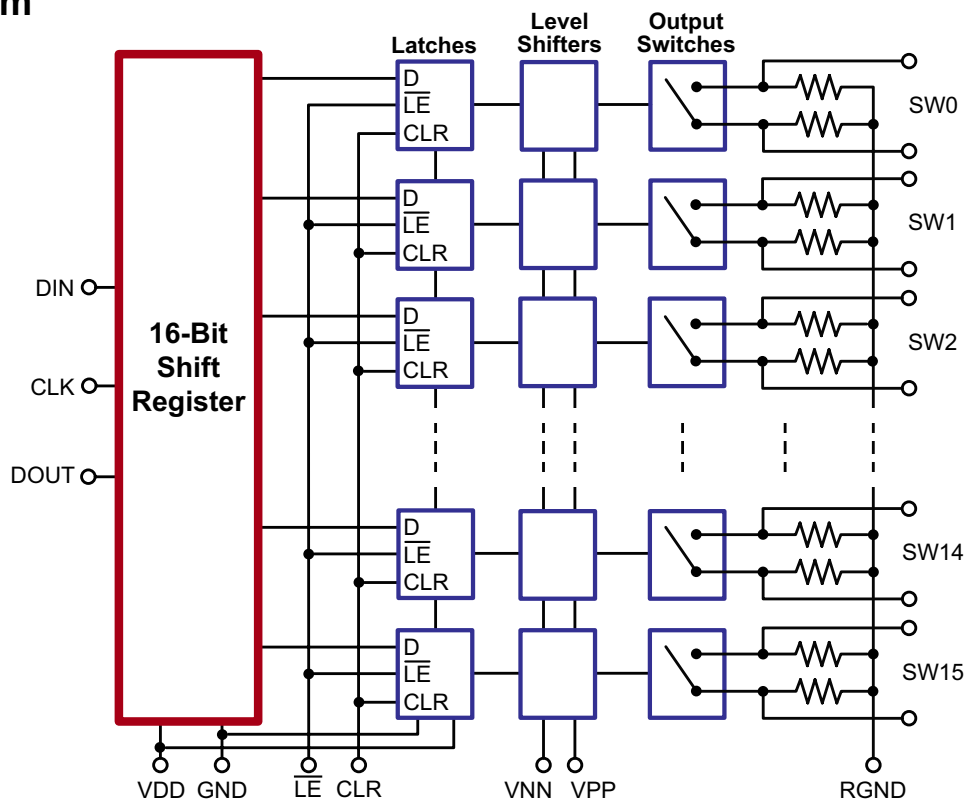 m
Latches
Level
Shifters
Output
Switches
D
LE
CLR
SW0
D
LE
CLR
SW1
DIN
D
LE
CLR
SW2
16-Bit
Shift
Register
CLK
DOUT
D
LE
CLR
SW14
D
LE
CLR
SW15
VDD GND LE CLR VNN VPP RGND